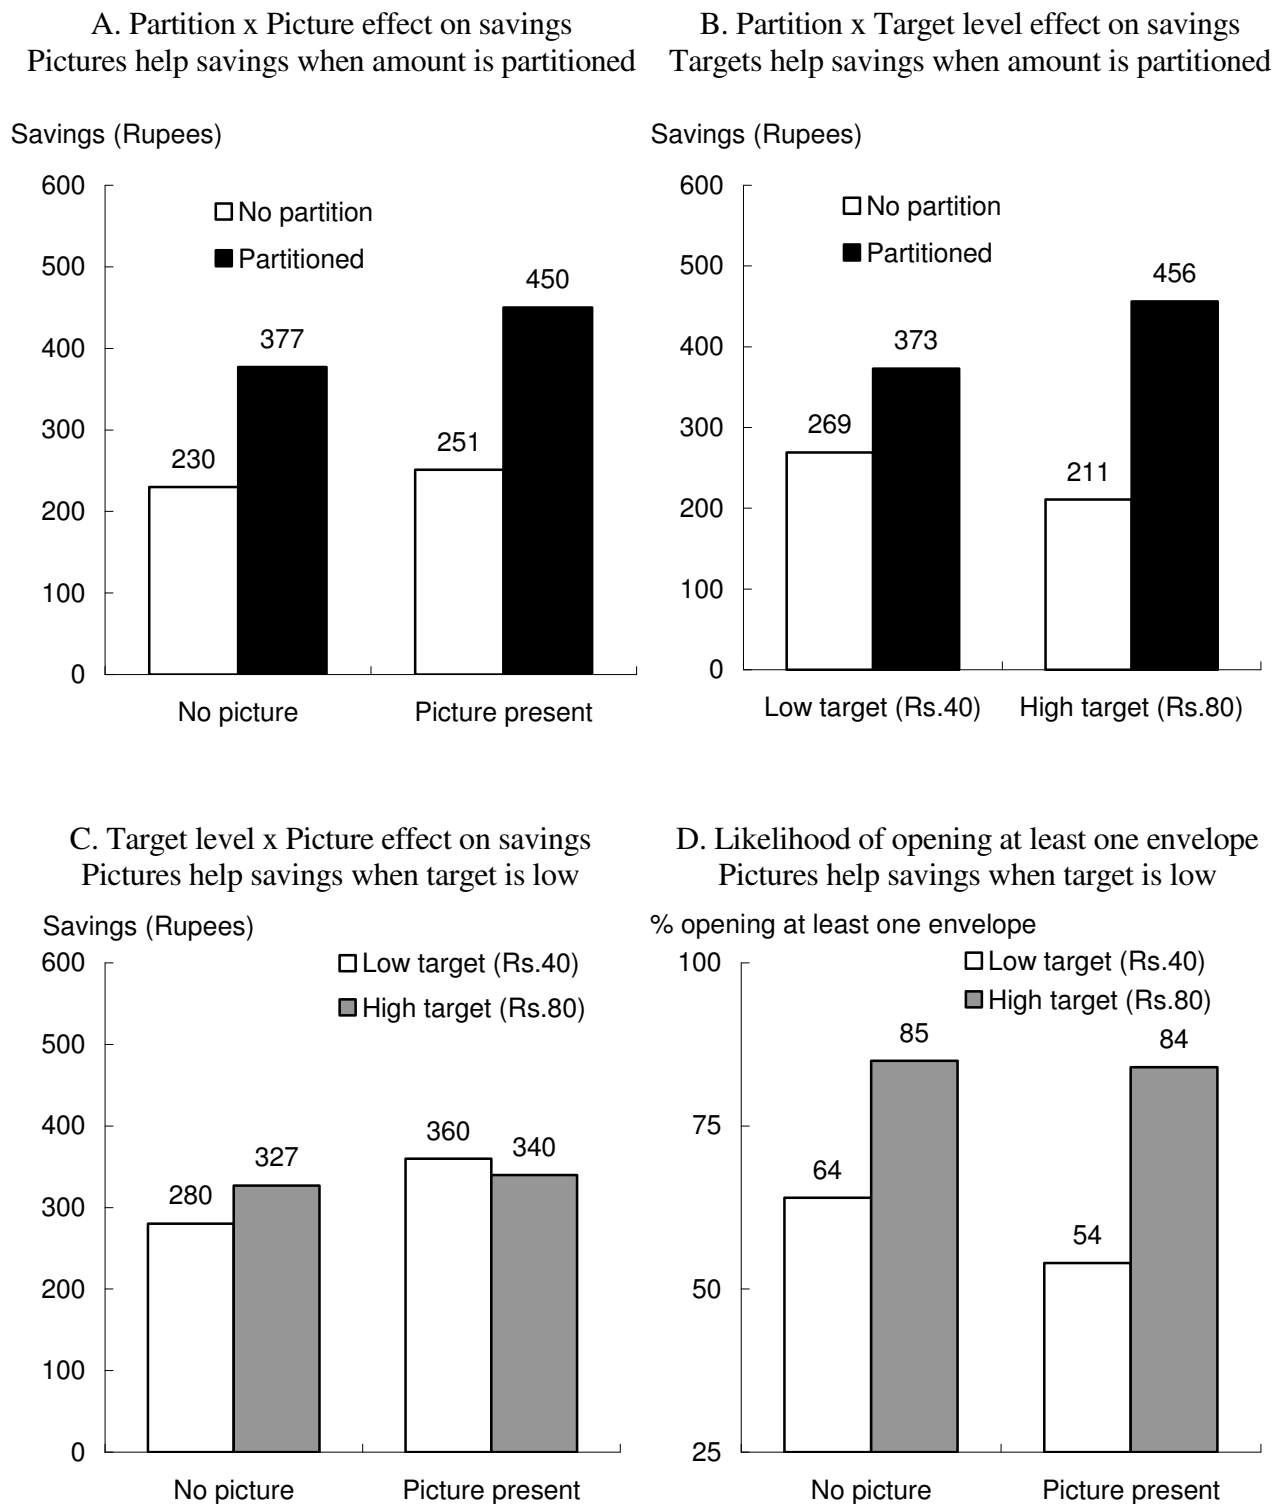 A. Partition x Picture effect on savings
Pictures help savings when amount is partitioned
Savings (Rupees)
600
500
400
300
200
100
0
No partition
Partitioned
230
377
251
450
No picture
Picture present
B. Partition x Target level effect on savings
Targets help savings when amount is partitioned
Savings (Rupees)
600
500
400
300
200
100
0
No partition
Partitioned
269
373
211
456
Low target (Rs.40)
High target (Rs.80)
C. Target level x Picture effect on savings
Pictures help savings when target is low
Savings (Rupees)
600
500
400
300
200
100
0
Low target (Rs.40)
High target (Rs.80)
280
327
360
340
No picture
Picture present
D. Likelihood of opening at least one envelope
Pictures help savings when target is low
% opening at least one envelope
100
75
50
25
Low target (Rs.40)
High target (Rs.80)
64
85
54
84
No picture
Picture present